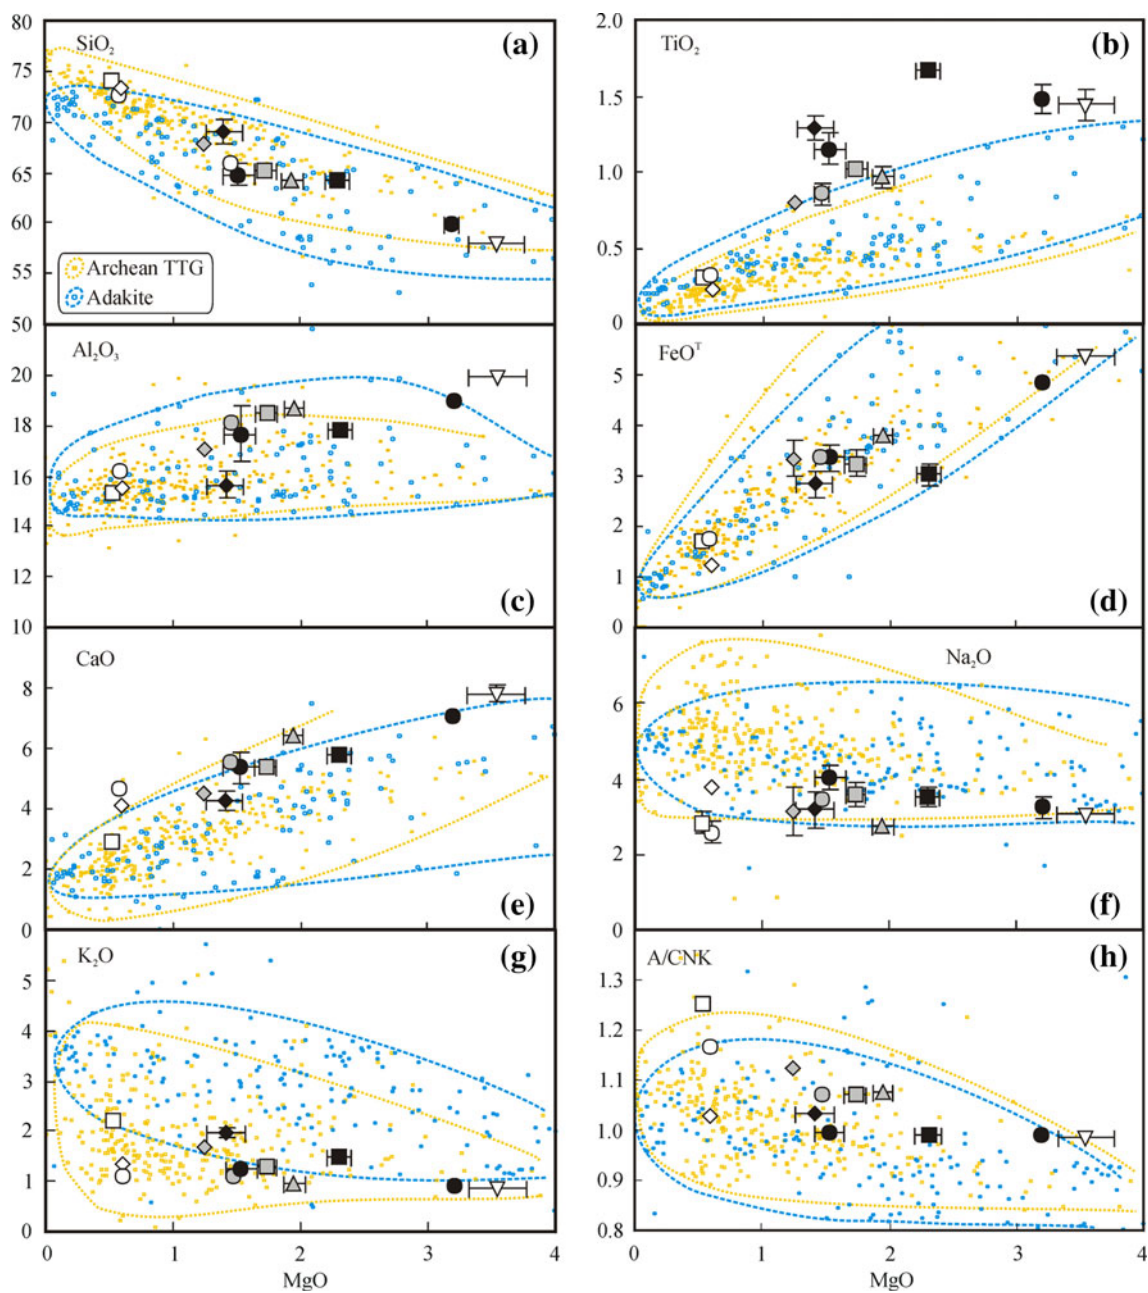 80
75
70
65
60
55
50
SiO₂
(a)
Archean TTG
Adakite
2.0
1.5
1.0
0.5
0
TiO₂
(b)
20
18
16
14
12
10
Al₂O₃
(c)
5
4
3
2
1
0
FeOᵀ
(d)
8
6
4
2
0
CaO
(e)
6
4
2
0
Na₂O
(f)
5
4
3
2
1
0
K₂O
(g)
1.3
1.2
1.1
1.0
0.9
0.8
A/CNK
(h)
0 1 2 3 4
MgO
0 1 2 3 4
MgO